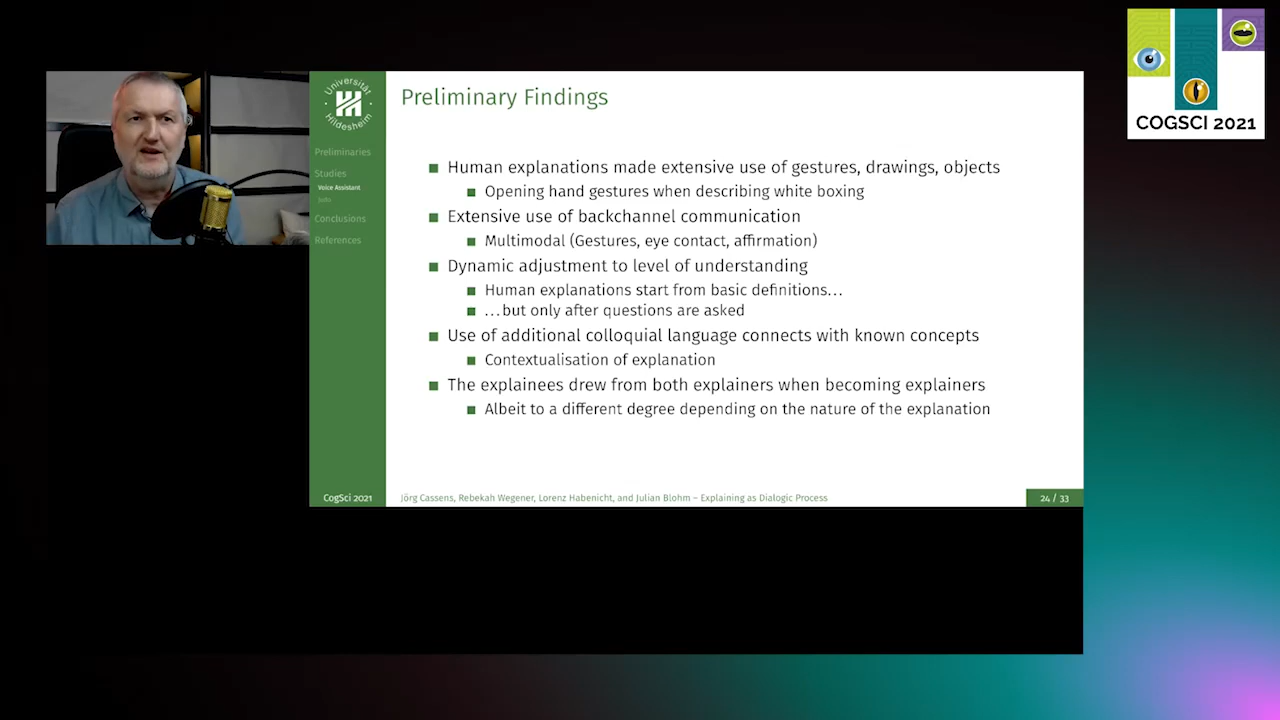 COGSCI 2021
Universität
Hildesheim
Preliminaries
Studies
Voice Assistant
Conclusions
References
CogSci 2021
Preliminary Findings
Human explanations made extensive use of gestures, drawings, objects
Opening hand gestures when describing white boxing
Extensive use of backchannel communication
Multimodal (Gestures, eye contact, affirmation)
Dynamic adjustment to level of understanding
Human explanations start from basic definitions...
...but only after questions are asked
Use of additional colloquial language connects with known concepts
Contextualisation of explanation
The explainees drew from both explainers when becoming explainers
Albeit to a different degree depending on the nature of the explanation
Jörg Cassens, Rebekah Wegener, Lorenz Habenicht, and Julian Blohm – Explaining as Dialogic Process
24 / 33